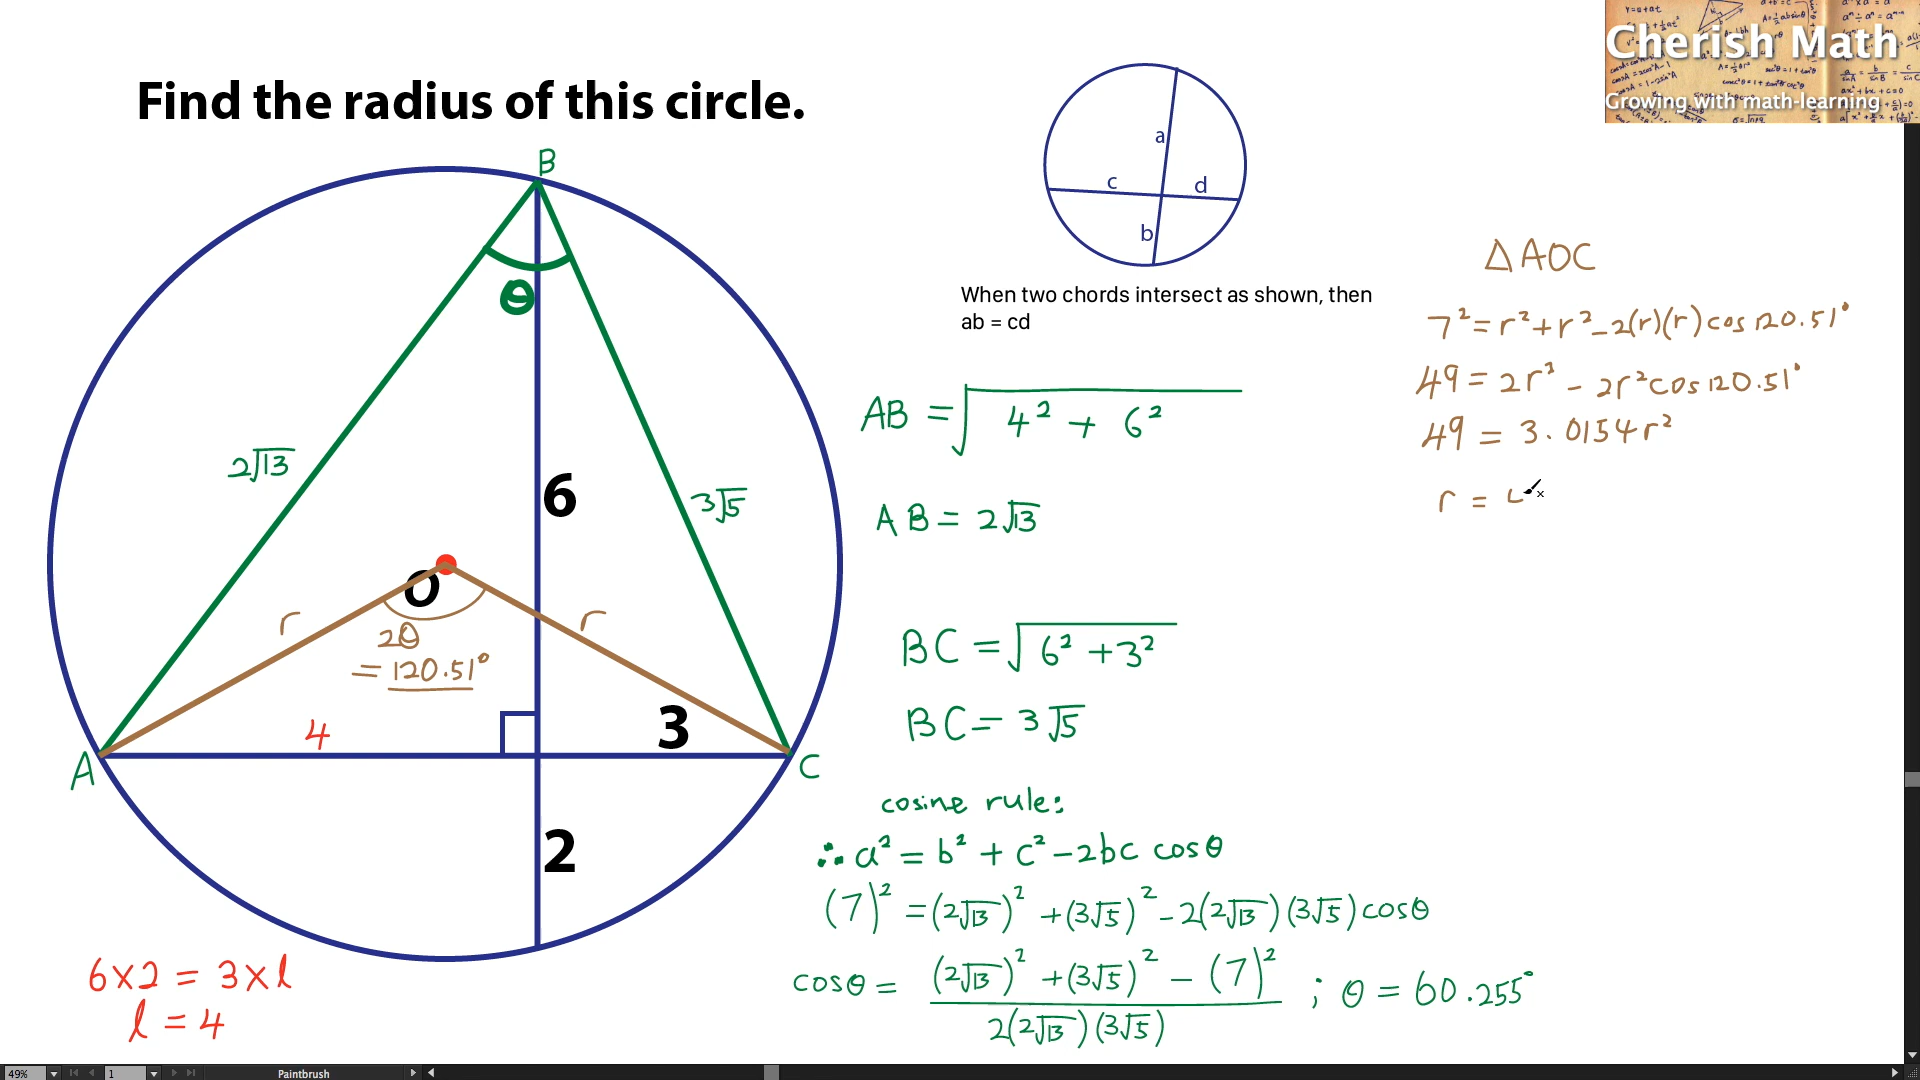 Cherish Math
Growing with math-learning
Find the radius of this circle.
B
θ
2√13
3√5
6
O
r
r
2θ
= 120.51°
4
3
A
C
2
6×2 = 3×l
l = 4
a
c
d
b
When two chords intersect as shown, then
ab = cd
AB = √4² + 6²
AB = 2√13
BC = √6² + 3²
BC = 3√5
cosine rule:
∴ a² = b² + c² - 2bc cosθ
(7)² = (2√13)² + (3√5)² - 2(2√13)(3√5) cosθ
cosθ = (2√13)² + (3√5)² - (7)² / 2(2√13)(3√5) ; θ = 60.255°
△AOC
7² = r² + r² - 2(r)(r) cos 120.51°
49 = 2r² - 2r² cos 120.51°
49 = 3.0154r²
r =
49%
1
Paintbrush